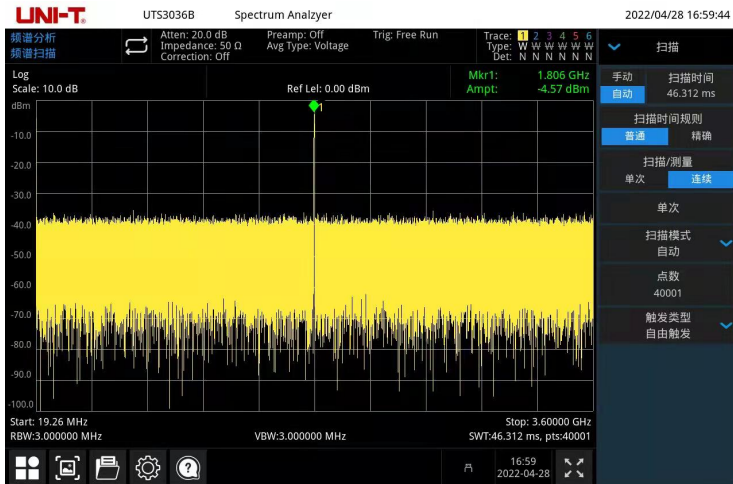 UNI-T® UTS3036B Spectrum Analzyer 2022/04/28 16:59:44
频谱分析
频谱扫描
Atten: 20.0 dB Preamp: Off Trig: Free Run
Impedance: 50 Ω Avg Type: Voltage
Correction: Off
Trace: 1 2 3 4 5 6
Type: W W W W W W
Det: N N N N N N
Log
Scale: 10.0 dB
Ref Lel: 0.00 dBm
Mkr1: 1.806 GHz
Ampt: -4.57 dBm
dBm
1
-10.0
-20.0
-30.0
-40.0
-50.0
-60.0
-70.0
-80.0
-90.0
-100.0
Start: 19.26 MHz Stop: 3.60000 GHz
RBW:3.000000 MHz VBW:3.000000 MHz SWT:46.312 ms, pts:40001
扫描
手动 扫描时间
自动 46.312 ms
扫描时间规则
普通 精确
扫描/测量
单次 连续
单次
扫描模式
自动
点数
40001
触发类型
自由触发
16:59
2022-04-28